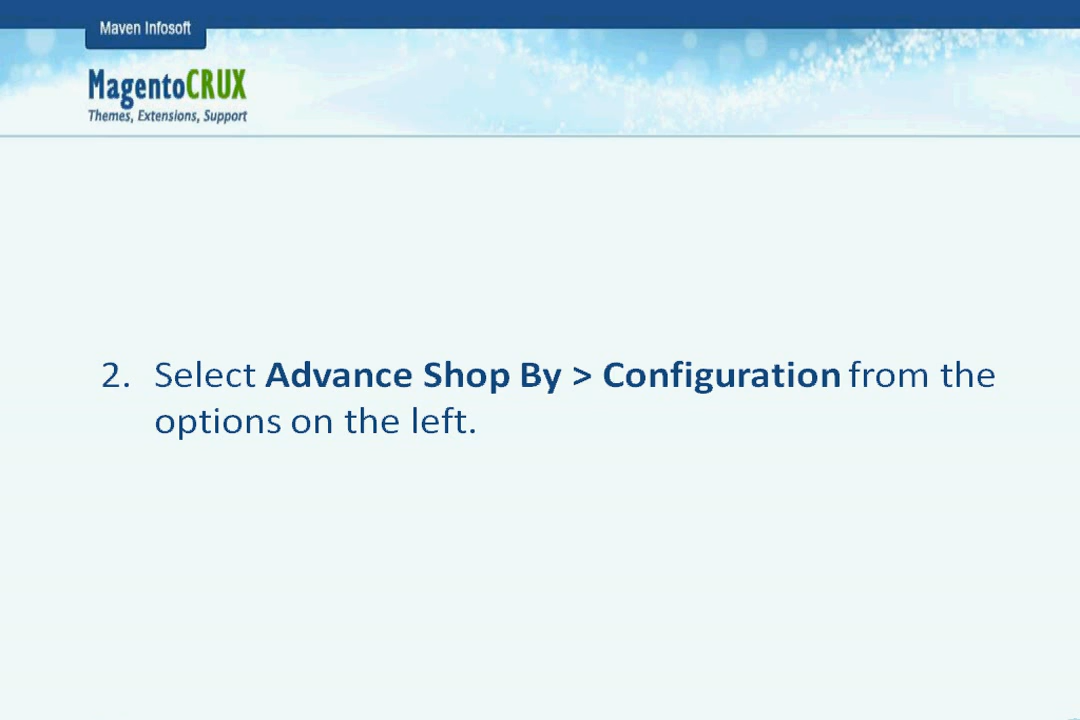 Maven Infosoft
MagentoCRUX
Themes, Extensions, Support
2. Select Advance Shop By > Configuration from the
options on the left.